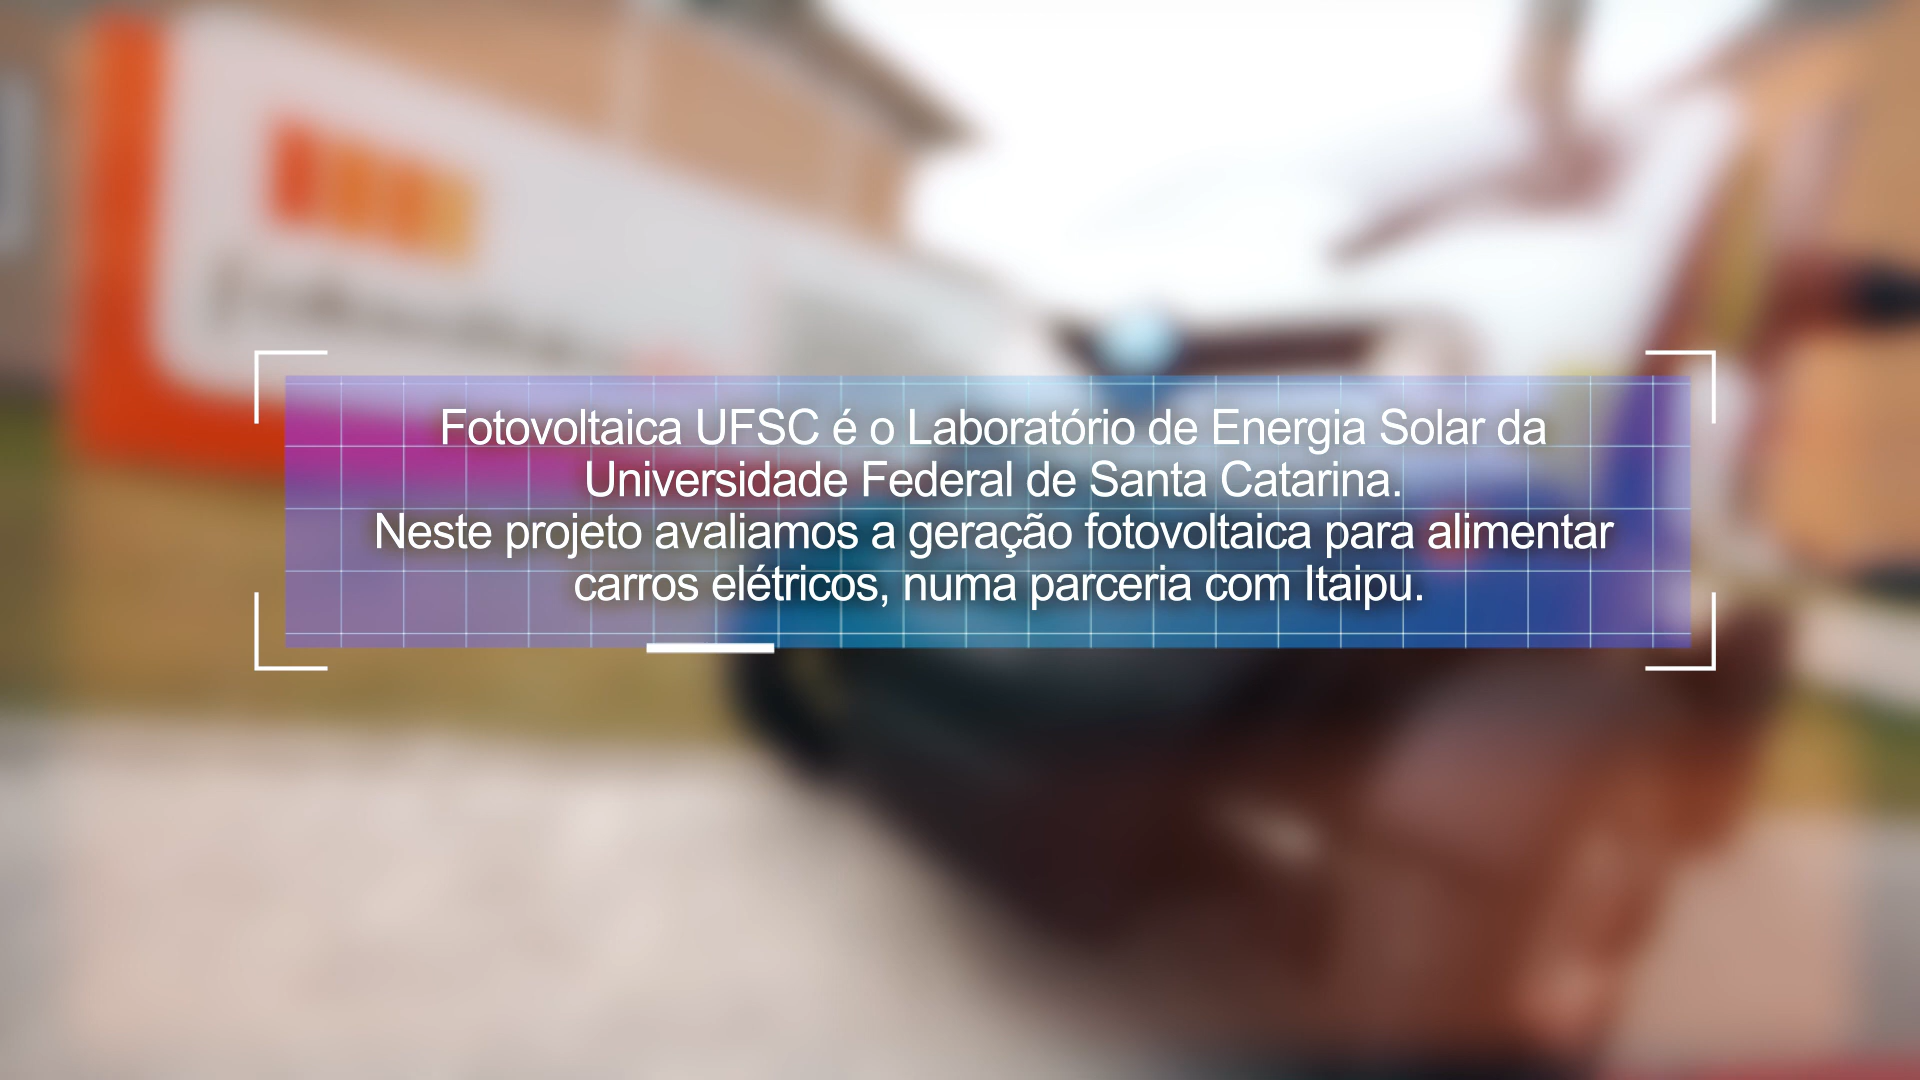 Fotovoltaica UFSC é o Laboratório de Energia Solar da
Universidade Federal de Santa Catarina.
Neste projeto avaliamos a geração fotovoltaica para alimentar
carros elétricos, numa parceria com Itaipu.